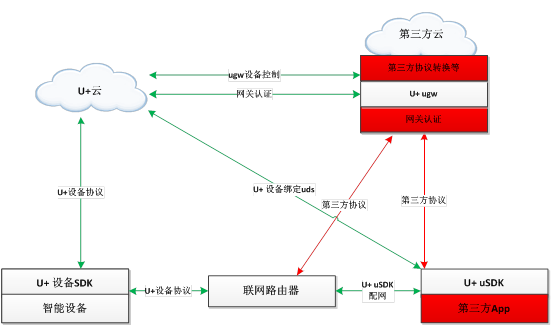 第三方云
第三方协议转换等
ugw设备控制
U+云
网关认证
U+ ugw
网关认证
U+设备协议
U+ 设备绑定uds
第三方协议
第三方协议
U+ 设备SDK
智能设备
U+设备协议
联网路由器
U+ uSDK
配网
U+ uSDK
第三方App